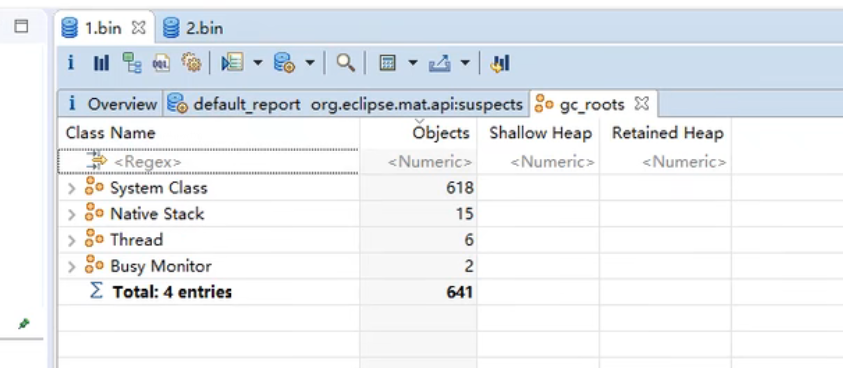 1.bin 2.bin
i OQL
i Overview default_report org.eclipse.mat.api:suspects gc_roots
Class Name Objects Shallow Heap Retained Heap
<Regex> <Numeric> <Numeric> <Numeric>
System Class 618
Native Stack 15
Thread 6
Busy Monitor 2
Σ Total: 4 entries 641